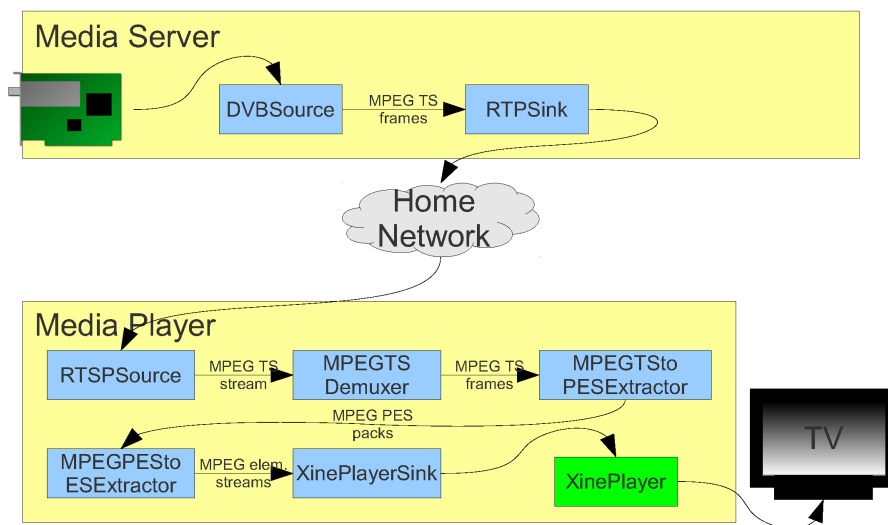 Media Server
DVBSource
MPEG TS
frames
RTPSink
Home
Network
Media Player
RTSPSource
MPEG TS
stream
MPEGTS
Demuxer
MPEG TS
frames
MPEGTSto
PESExtractor
MPEG PES
packs
MPEGPESto
ESExtractor
MPEG elem.
streams
XinePlayerSink
XinePlayer
TV